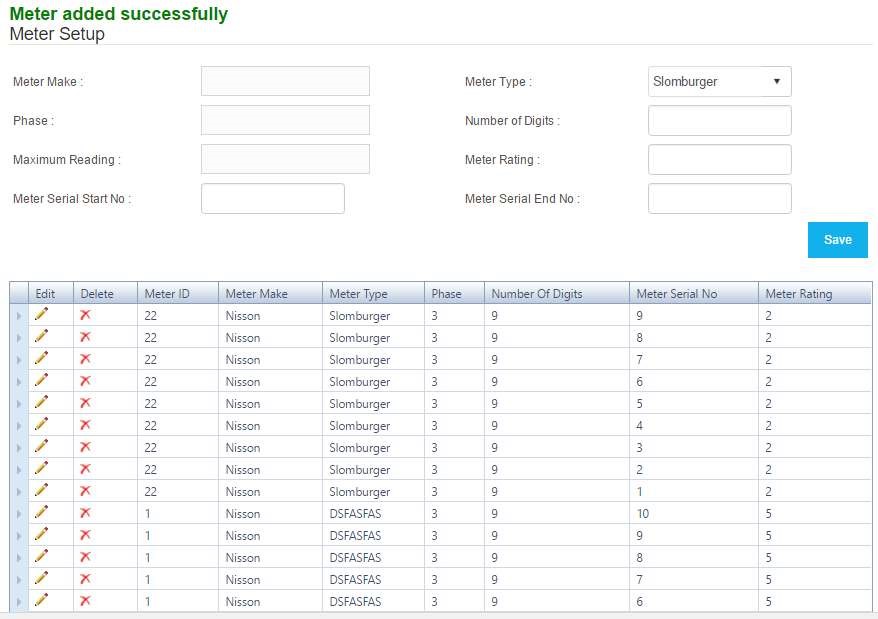 Meter added successfully
Meter Setup
Meter Make : Meter Type : Slomburger
Phase : Number of Digits :
Maximum Reading : Meter Rating :
Meter Serial Start No : Meter Serial End No :
Save
Edit Delete Meter ID Meter Make Meter Type Phase Number Of Digits Meter Serial No Meter Rating
22 Nisson Slomburger 3 9 9 2
22 Nisson Slomburger 3 9 8 2
22 Nisson Slomburger 3 9 7 2
22 Nisson Slomburger 3 9 6 2
22 Nisson Slomburger 3 9 5 2
22 Nisson Slomburger 3 9 4 2
22 Nisson Slomburger 3 9 3 2
22 Nisson Slomburger 3 9 2 2
22 Nisson Slomburger 3 9 1 2
1 Nisson DSFASFAS 3 9 10 5
1 Nisson DSFASFAS 3 9 9 5
1 Nisson DSFASFAS 3 9 8 5
1 Nisson DSFASFAS 3 9 7 5
1 Nisson DSFASFAS 3 9 6 5